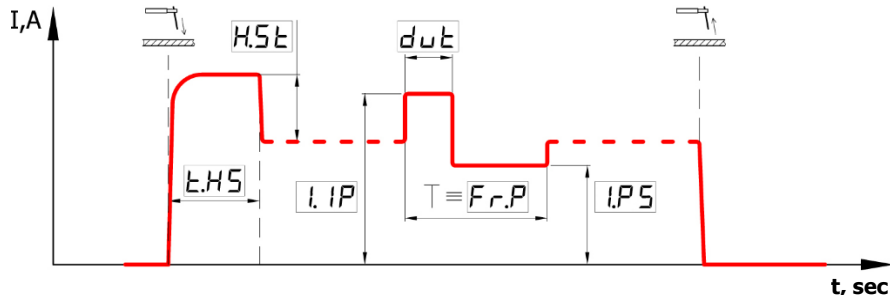 I,A
H.St
dut
t.HS
I.IP
T ≡ Fr.P
I.PS
t, sec